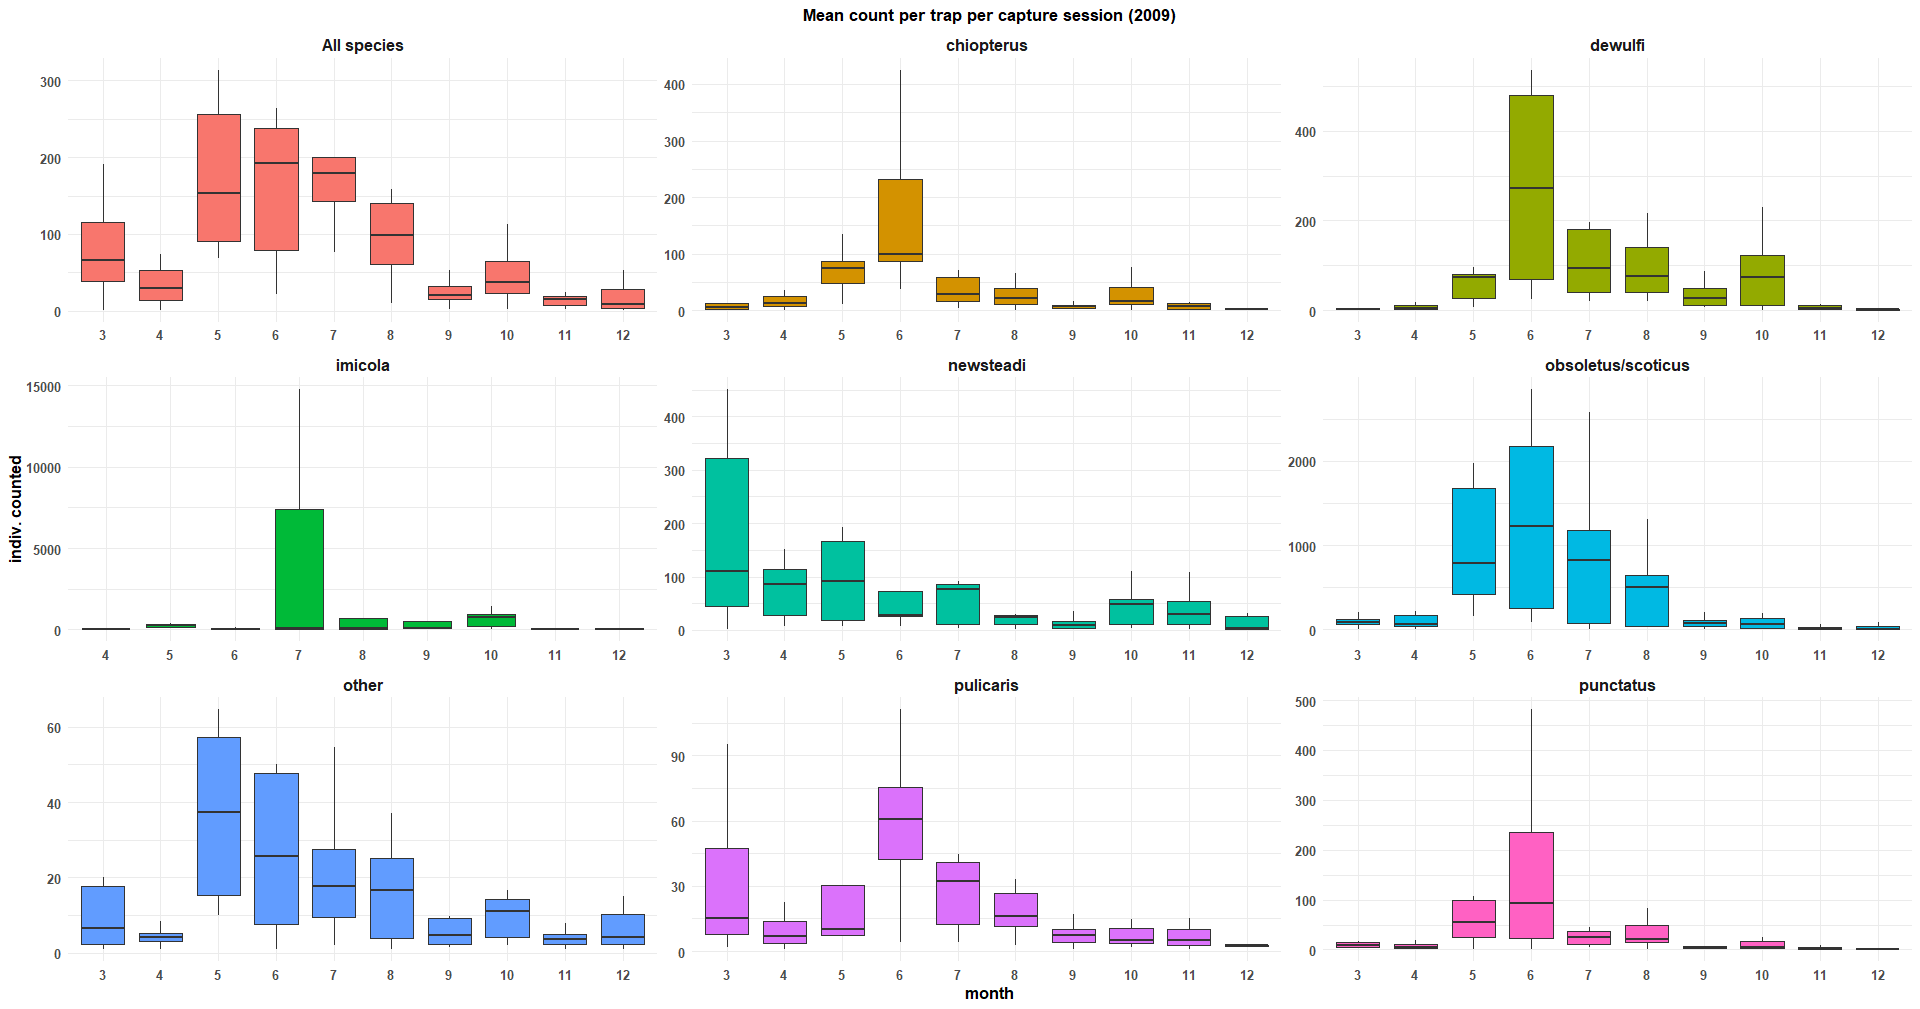 Mean count per trap per capture session (2009)
All species
chiopterus
dewulfi
300
200
100
0
3 4 5 6 7 8 9 10 11 12
400
300
200
100
0
3 4 5 6 7 8 9 10 11 12
400
200
0
3 4 5 6 7 8 9 10 11 12
imicola
newsteadi
obsoletus/scoticus
15000
10000
5000
0
4 5 6 7 8 9 10 11 12
400
300
200
100
0
3 4 5 6 7 8 9 10 11 12
2000
1000
0
3 4 5 6 7 8 9 10 11 12
other
pulicaris
punctatus
60
40
20
0
3 4 5 6 7 8 9 10 11 12
90
60
30
0
3 4 5 6 7 8 9 10 11 12
500
400
300
200
100
0
3 4 5 6 7 8 9 10 11 12
indiv. counted
month